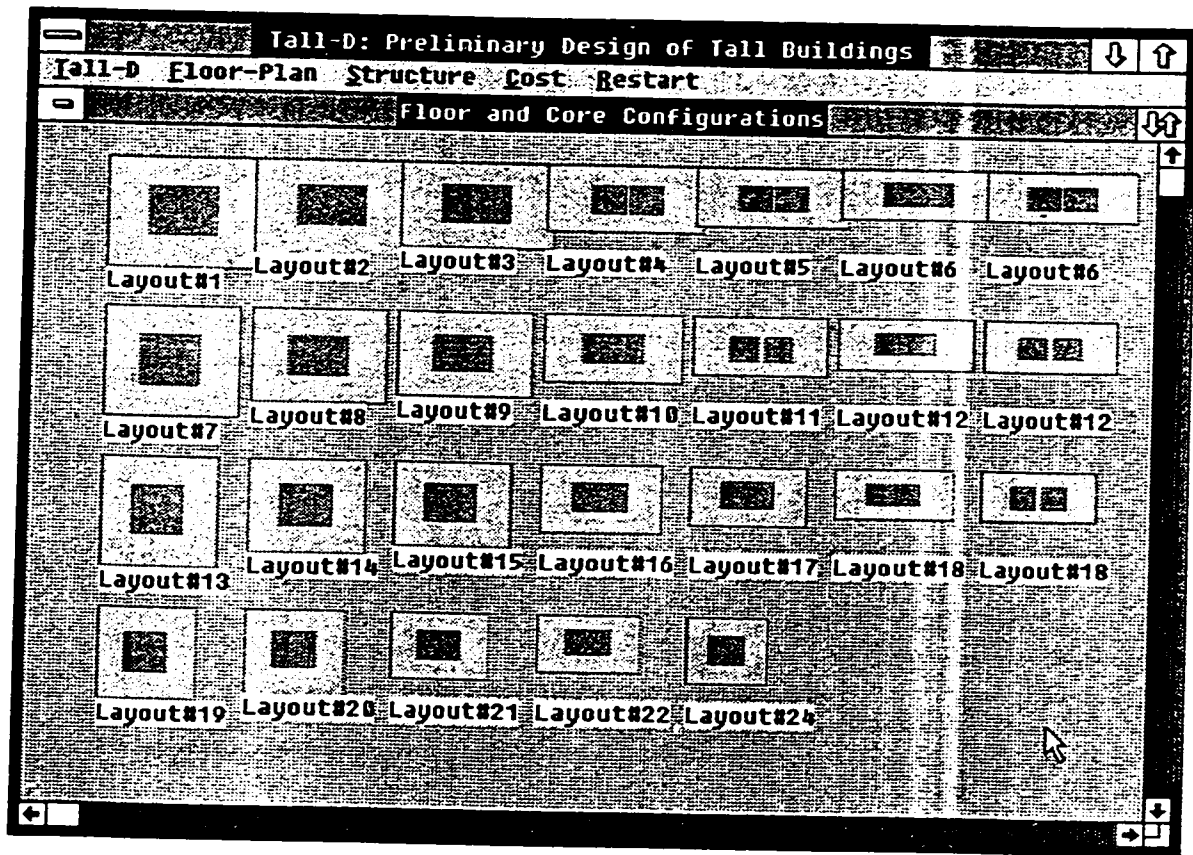 Tall-D: Preliminary Design of Tall Buildings
Tall-D Floor-Plan Structure Cost Restart
Floor and Core Configurations
Layout#1 Layout#2 Layout#3 Layout#4 Layout#5 Layout#6 Layout#6
Layout#7 Layout#8 Layout#9 Layout#10 Layout#11 Layout#12 Layout#12
Layout#13 Layout#14 Layout#15 Layout#16 Layout#17 Layout#18 Layout#18
Layout#19 Layout#20 Layout#21 Layout#22 Layout#24